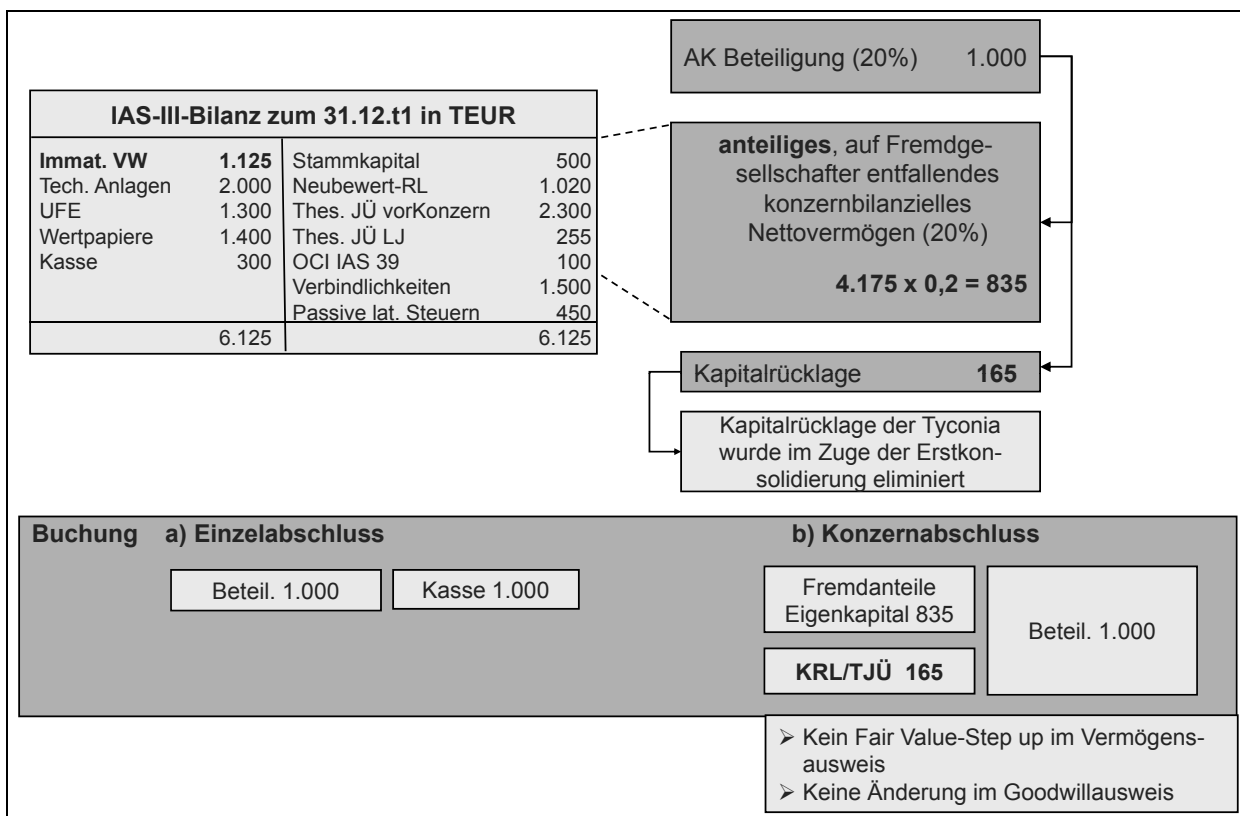 AK Beteiligung (20%) 1.000
IAS-III-Bilanz zum 31.12.t1 in TEUR
Immat. VW 1.125 Stammkapital 500
Tech. Anlagen 2.000 Neubewert-RL 1.020
UFE 1.300 Thes. JÜ vorKonzern 2.300
Wertpapiere 1.400 Thes. JÜ LJ 255
Kasse 300 OCI IAS 39 100
Verbindlichkeiten 1.500
Passive lat. Steuern 450
6.125 6.125
anteiliges, auf Fremdge-
sellschafter entfallendes
konzernbilanzielles
Nettovermögen (20%)
4.175 x 0,2 = 835
Kapitalrücklage 165
Kapitalrücklage der Tyconia
wurde im Zuge der Erstkon-
solidierung eliminiert
Buchung a) Einzelabschluss b) Konzernabschluss
Beteil. 1.000 Kasse 1.000
Fremdanteile
Eigenkapital 835
Beteil. 1.000
KRL/TJÜ 165
➢ Kein Fair Value-Step up im Vermögens-
ausweis
➢ Keine Änderung im Goodwillausweis